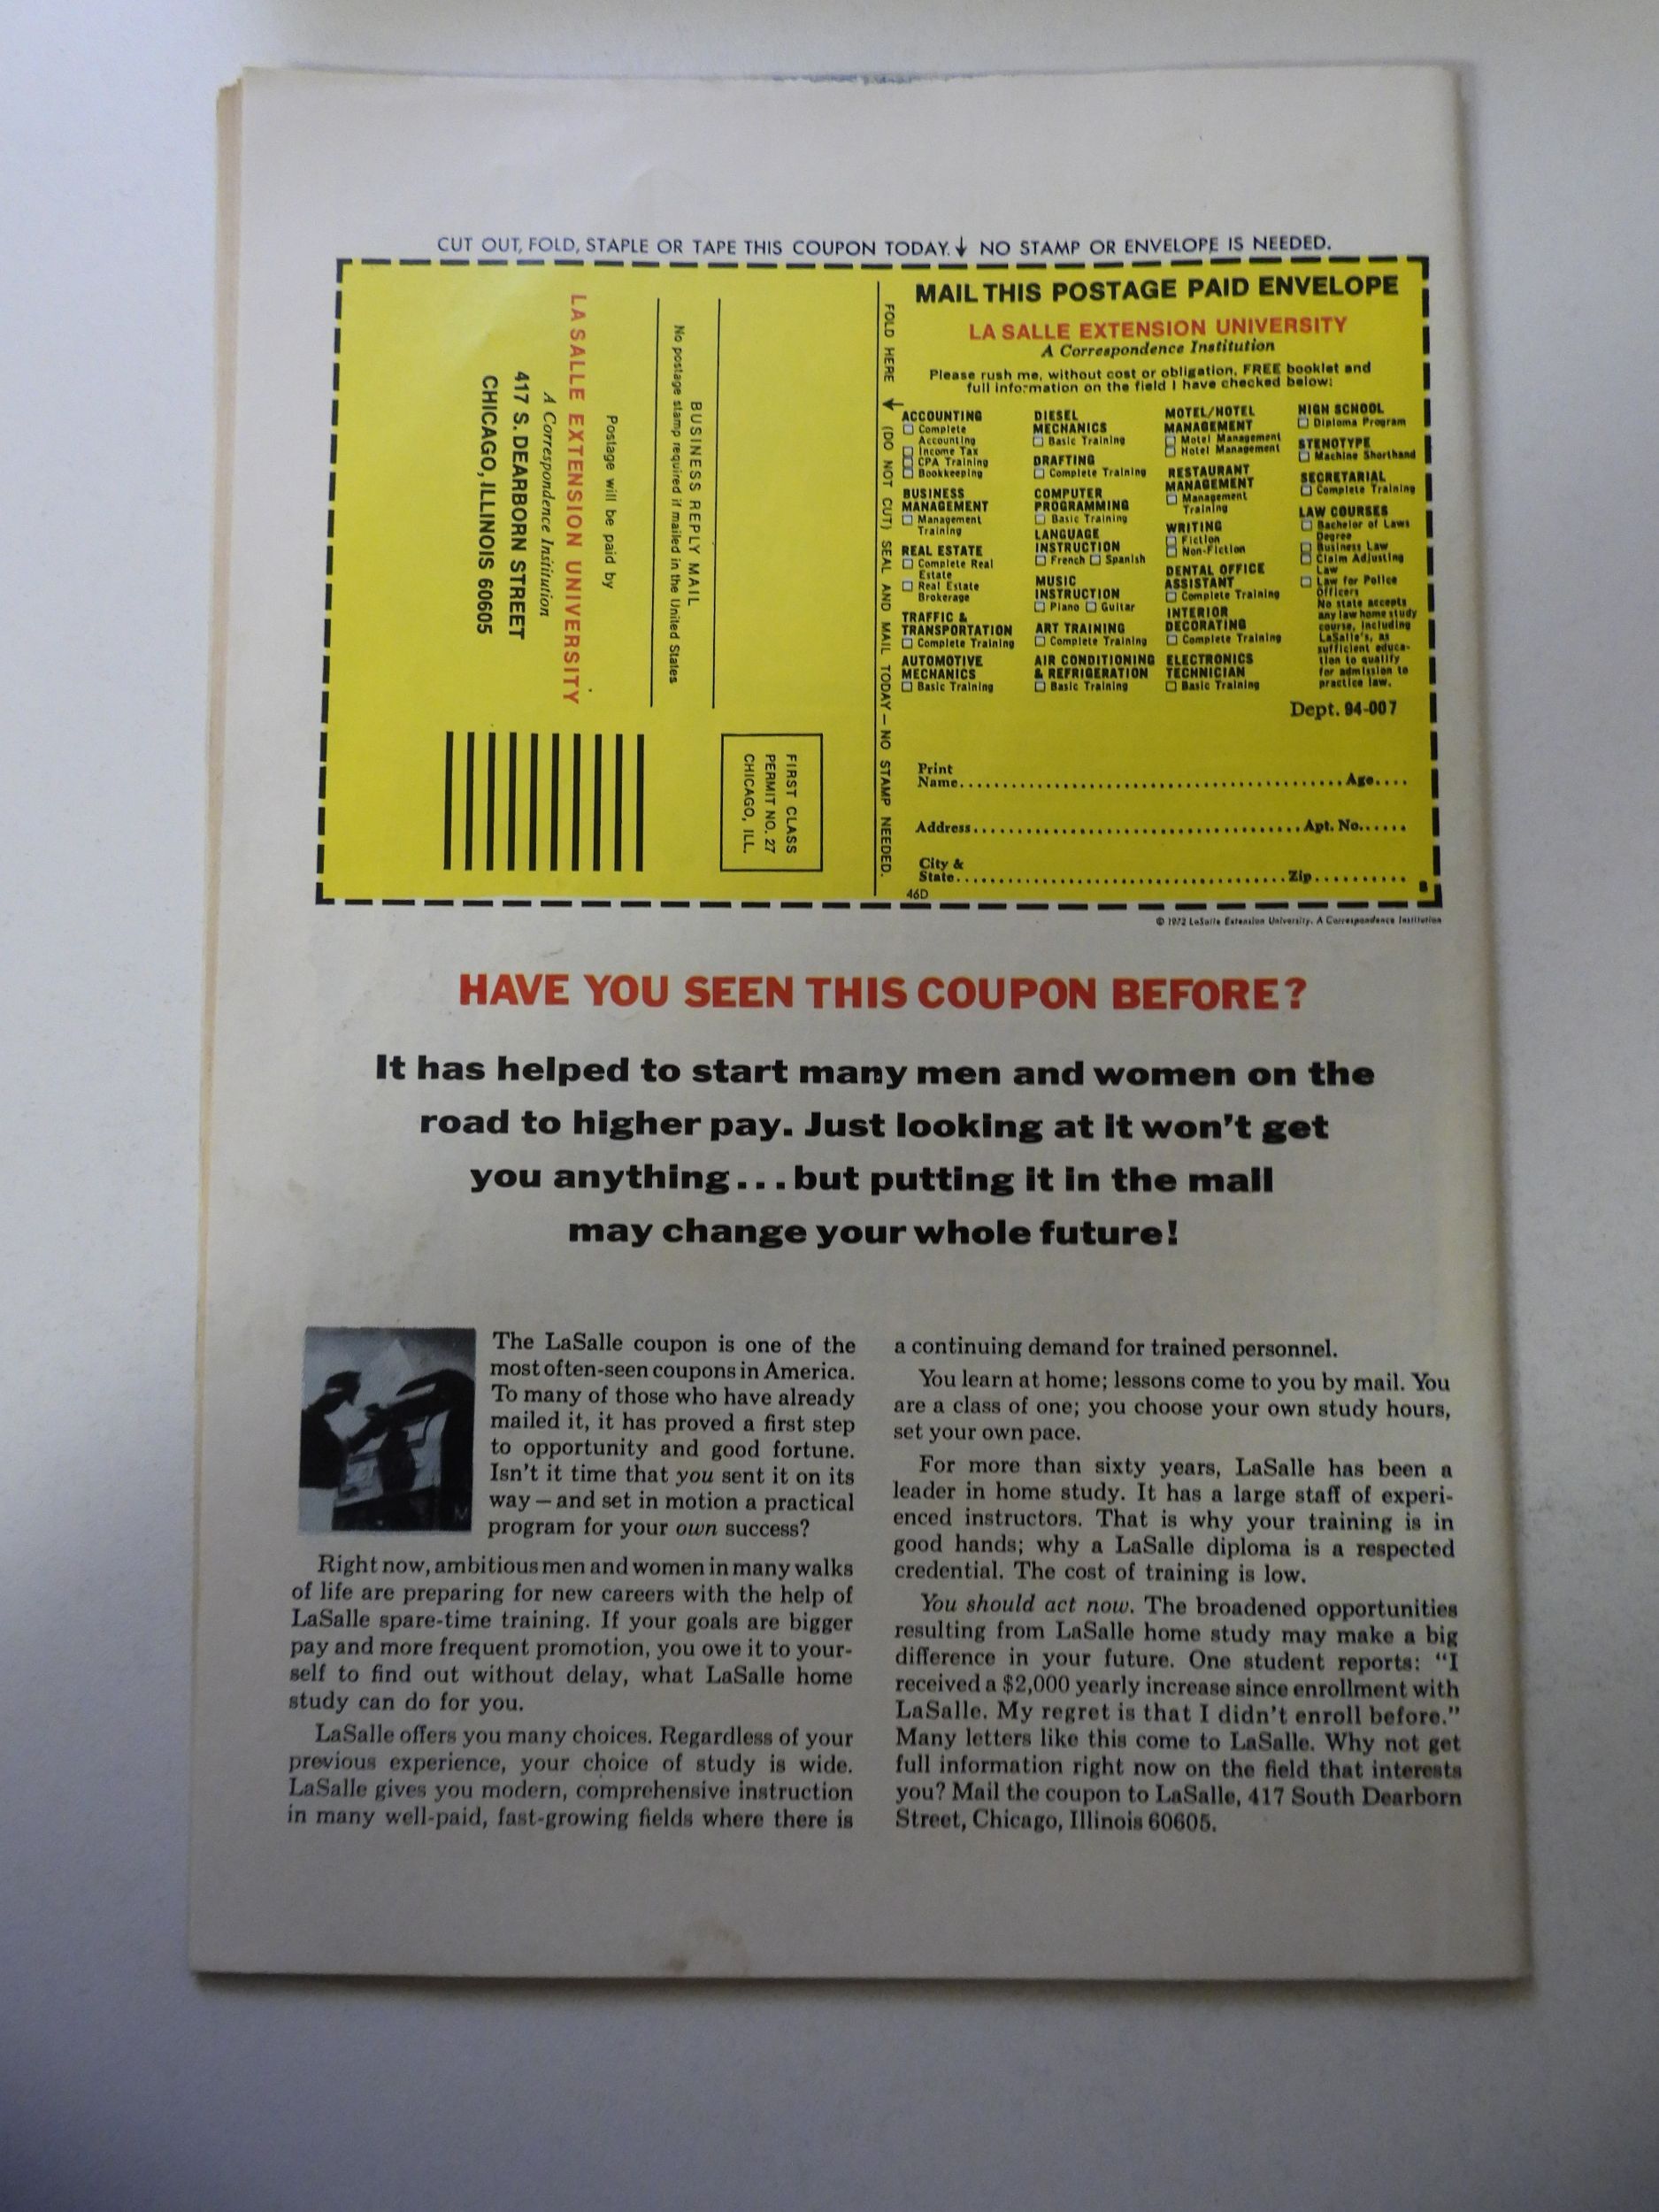 CUT OUT, FOLD, STAPLE OR TAPE THIS COUPON TODAY. NO STAMP OR ENVELOPE IS NEEDED.
LA SALLE EXTENSION UNIVERSITY
A Correspondence Institution
417 S. DEARBORN STREET
CHICAGO, ILLINOIS 60605
Postage will be paid by
BUSINESS REPLY MAIL
No postage stamp required if mailed in the United States
FIRST CLASS
PERMIT NO. 27
CHICAGO, ILL.
FOLD HERE (DO NOT CUT) SEAL AND MAIL TODAY — NO STAMP NEEDED.
MAIL THIS POSTAGE PAID ENVELOPE
LA SALLE EXTENSION UNIVERSITY
A Correspondence Institution
Please rush me, without cost or obligation, FREE booklet and
full information on the field I have checked below:
ACCOUNTING
Complete
Accounting
Income Tax
CPA Training
Bookkeeping
BUSINESS
MANAGEMENT
Management
Training
REAL ESTATE
Complete Real
Estate
Real Estate
Brokerage
TRAFFIC &
TRANSPORTATION
Complete Training
AUTOMOTIVE
MECHANICS
Basic Training
DIESEL
MECHANICS
Basic Training
DRAFTING
Complete Training
COMPUTER
PROGRAMMING
Basic Training
LANGUAGE
INSTRUCTION
French Spanish
MUSIC
INSTRUCTION
Piano Guitar
ART TRAINING
Complete Training
AIR CONDITIONING
& REFRIGERATION
Basic Training
MOTEL/HOTEL
MANAGEMENT
Motel Management
Hotel Management
RESTAURANT
MANAGEMENT
Management
Training
WRITING
Fiction
Non-Fiction
DENTAL OFFICE
ASSISTANT
Complete Training
INTERIOR
DECORATING
Complete Training
ELECTRONICS
TECHNICIAN
Basic Training
HIGH SCHOOL
Diploma Program
STENOTYPE
Machine Shorthand
SECRETARIAL
Complete Training
LAW COURSES
Bachelor of Laws
Degree
Business Law
Claim Adjusting
Law
Law for Police
Officers
No state accepts
any law home study
course, including
LaSalle's, as
sufficient educa-
tion to qualify
for admission to
practice law.
Dept. 94-007
Print
Name Age
Address Apt. No.
City &
State Zip
46D
© 1972 LaSalle Extension University. A Correspondence Institution
HAVE YOU SEEN THIS COUPON BEFORE?
It has helped to start many men and women on the
road to higher pay. Just looking at it won't get
you anything...but putting it in the mail
may change your whole future!
The LaSalle coupon is one of the
most often-seen coupons in America.
To many of those who have already
mailed it, it has proved a first step
to opportunity and good fortune.
Isn't it time that you sent it on its
way — and set in motion a practical
program for your own success?
Right now, ambitious men and women in many walks
of life are preparing for new careers with the help of
LaSalle spare-time training. If your goals are bigger
pay and more frequent promotion, you owe it to your-
self to find out without delay, what LaSalle home
study can do for you.
LaSalle offers you many choices. Regardless of your
previous experience, your choice of study is wide.
LaSalle gives you modern, comprehensive instruction
in many well-paid, fast-growing fields where there is
a continuing demand for trained personnel.
You learn at home; lessons come to you by mail. You
are a class of one; you choose your own study hours,
set your own pace.
For more than sixty years, LaSalle has been a
leader in home study. It has a large staff of experi-
enced instructors. That is why your training is in
good hands; why a LaSalle diploma is a respected
credential. The cost of training is low.
You should act now. The broadened opportunities
resulting from LaSalle home study may make a big
difference in your future. One student reports: "I
received a $2,000 yearly increase since enrollment with
LaSalle. My regret is that I didn't enroll before."
Many letters like this come to LaSalle. Why not get
full information right now on the field that interests
you? Mail the coupon to LaSalle, 417 South Dearborn
Street, Chicago, Illinois 60605.